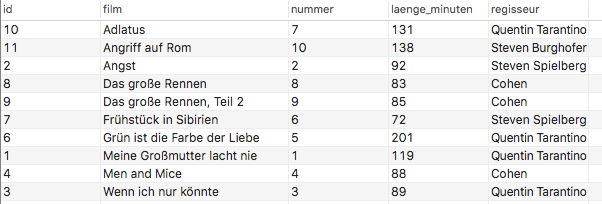 id film nummer laenge_minuten regisseur
10 Adlatus 7 131 Quentin Tarantino
11 Angriff auf Rom 10 138 Steven Burghofer
2 Angst 2 92 Steven Spielberg
8 Das große Rennen 8 83 Cohen
9 Das große Rennen, Teil 2 9 85 Cohen
7 Frühstück in Sibirien 6 72 Steven Spielberg
6 Grün ist die Farbe der Liebe 5 201 Quentin Tarantino
1 Meine Großmutter lacht nie 1 119 Quentin Tarantino
4 Men and Mice 4 88 Cohen
3 Wenn ich nur könnte 3 89 Quentin Tarantino